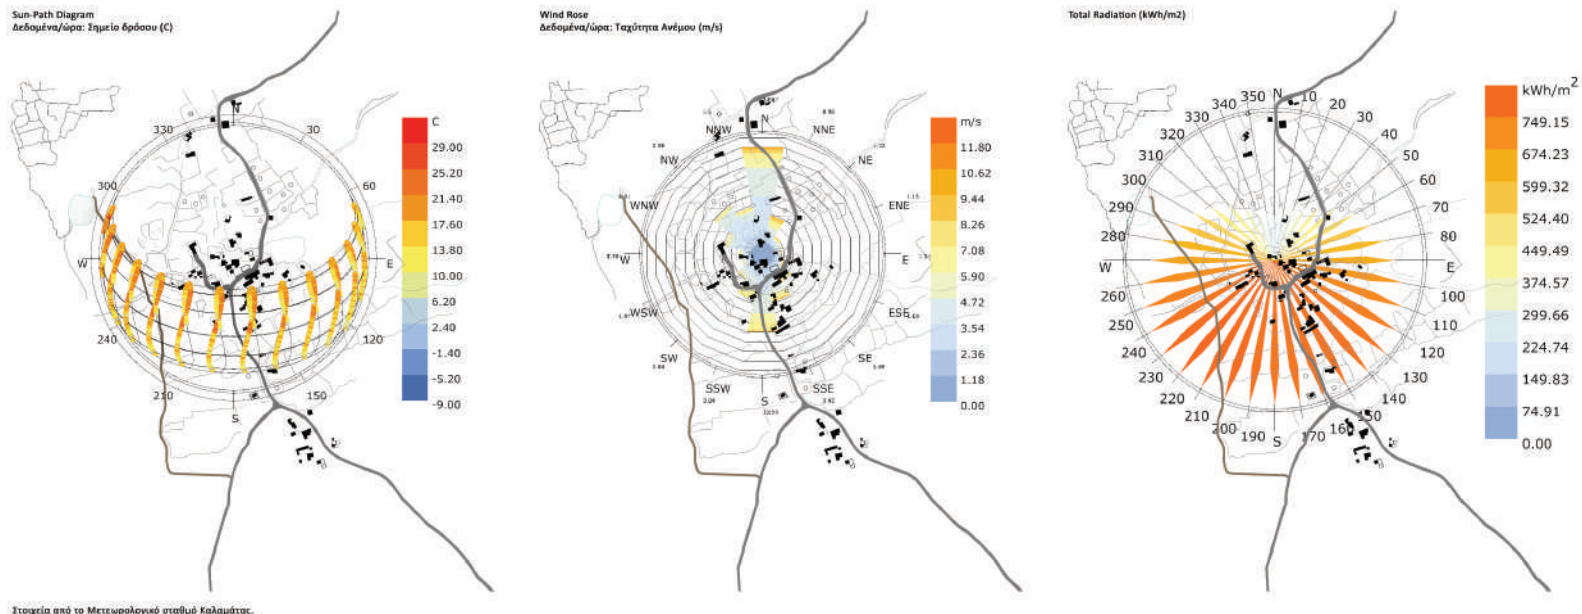 Sun-Path Diagram
Δεδομένα/ώρα: Σημείο δρόσου (C)
N
30
60
E
120
150
S
210
240
W
300
330
C
29.00
25.20
21.40
17.60
13.80
10.00
6.20
2.40
-1.40
-5.20
-9.00
Wind Rose
Δεδομένα/ώρα: Ταχύτητα Ανέμου (m/s)
N
NNE
NE
ENE
E
ESE
SE
SSE
S
SSW
SW
WSW
W
WNW
NW
NNW
m/s
11.80
10.62
9.44
8.26
7.08
5.90
4.72
3.54
2.36
1.18
0.00
Total Radiation (kWh/m2)
N
10
20
30
40
50
60
70
80
E
100
110
120
130
140
150
160
170
S
190
200
210
220
230
240
250
260
W
280
290
300
310
320
330
340
350
kWh/m²
749.15
674.23
599.32
524.40
449.49
374.57
299.66
224.74
149.83
74.91
0.00
Στοιχεία από το Μετεωρολογικό σταθμό Καλαμάτας.